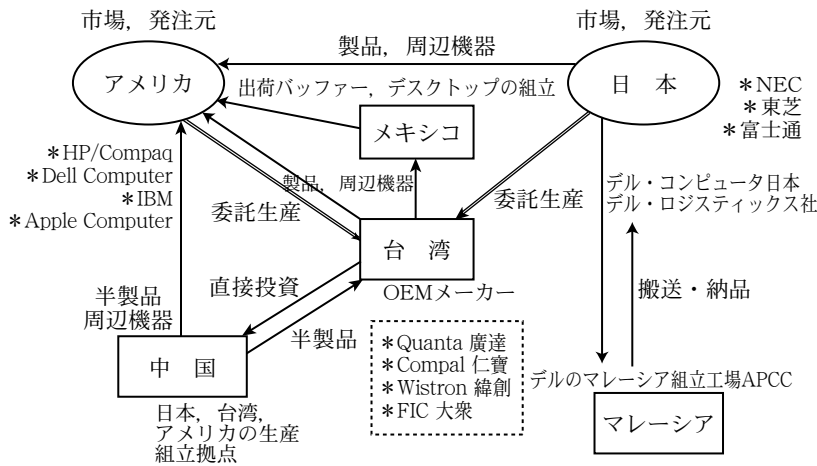 市場，発注元
市場，発注元
製品，周辺機器
アメリカ
日　本
出荷バッファー，デスクトップの組立
メキシコ
＊NEC
＊東芝
＊富士通
＊HP/Compaq
＊Dell Computer
＊IBM
＊Apple Computer
製品，周辺機器
委託生産
委託生産
デル・コンピュータ日本
デル・ロジスティックス社
台　湾
OEMメーカー
直接投資
搬送・納品
半製品
周辺機器
半製品
中　国
日本，台湾，
アメリカの生産
組立拠点
＊Quanta 廣達
＊Compal 仁寶
＊Wistron 緯創
＊FIC 大衆
デルのマレーシア組立工場APCC
マレーシア